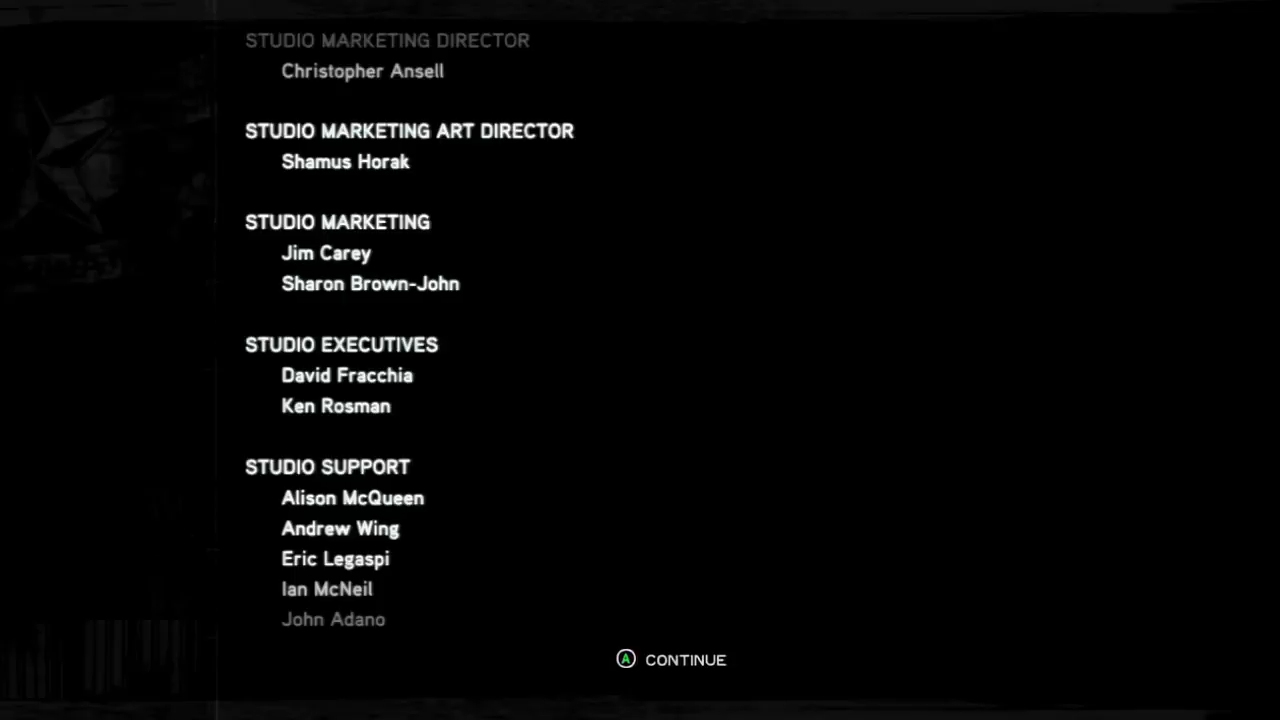 STUDIO MARKETING DIRECTOR
Christopher Ansell
STUDIO MARKETING ART DIRECTOR
Shamus Horak
STUDIO MARKETING
Jim Carey
Sharon Brown-John
STUDIO EXECUTIVES
David Fracchia
Ken Rosman
STUDIO SUPPORT
Alison McQueen
Andrew Wing
Eric Legaspi
Ian McNeil
John Adano
A CONTINUE